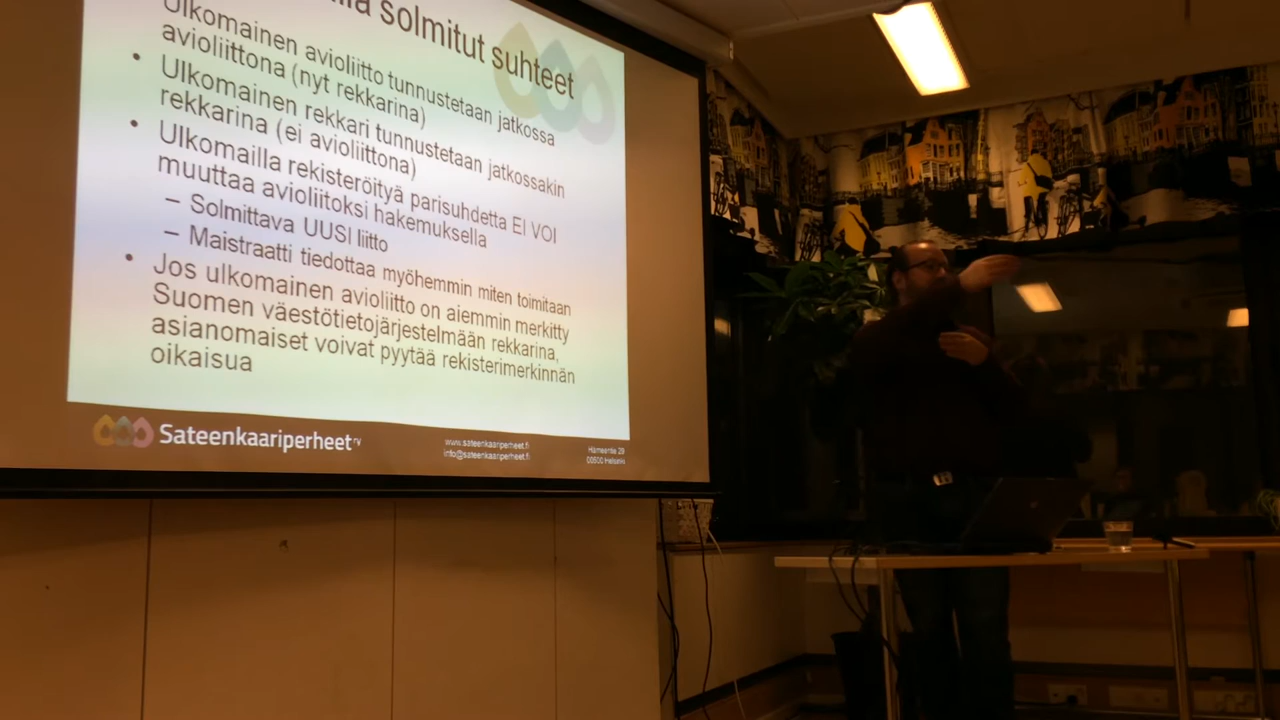 solmitut suhteet
Ulkomainen avioliitto tunnustetaan jatkossa
avioliittona (nyt rekkarina)
• Ulkomainen rekkari tunnustetaan jatkossakin
rekkarina (ei avioliittona)
• Ulkomailla rekisteröityä parisuhdetta EI VOI
muuttaa avioliitoksi hakemuksella
– Solmittava UUSI liitto
– Maistraatti tiedottaa myöhemmin miten toimitaan
• Jos ulkomainen avioliitto on aiemmin merkitty
Suomen väestötietojärjestelmään rekkarina,
asianomaiset voivat pyytää rekisterimerkinnän
oikaisua
Sateenkaariperheet ry
www.sateenkaariperheet.fi
info@sateenkaariperheet.fi
Hämeentie 29
00500 Helsinki